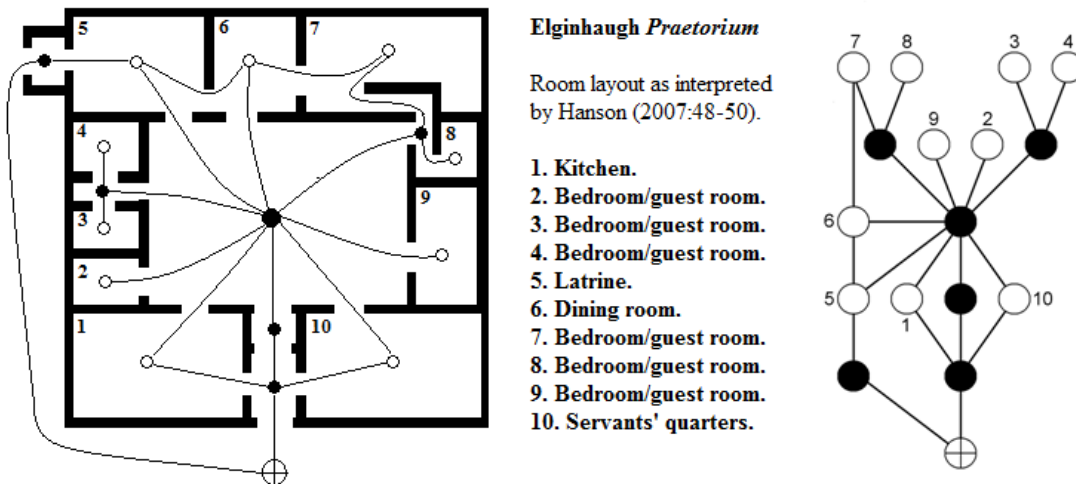 5
6
7
4
8
3
9
2
1
10
Elginhaugh Praetorium
Room layout as interpreted
by Hanson (2007:48-50).
1. Kitchen.
2. Bedroom/guest room.
3. Bedroom/guest room.
4. Bedroom/guest room.
5. Latrine.
6. Dining room.
7. Bedroom/guest room.
8. Bedroom/guest room.
9. Bedroom/guest room.
10. Servants' quarters.
7 8 3 4
9 2
6
5 1 10